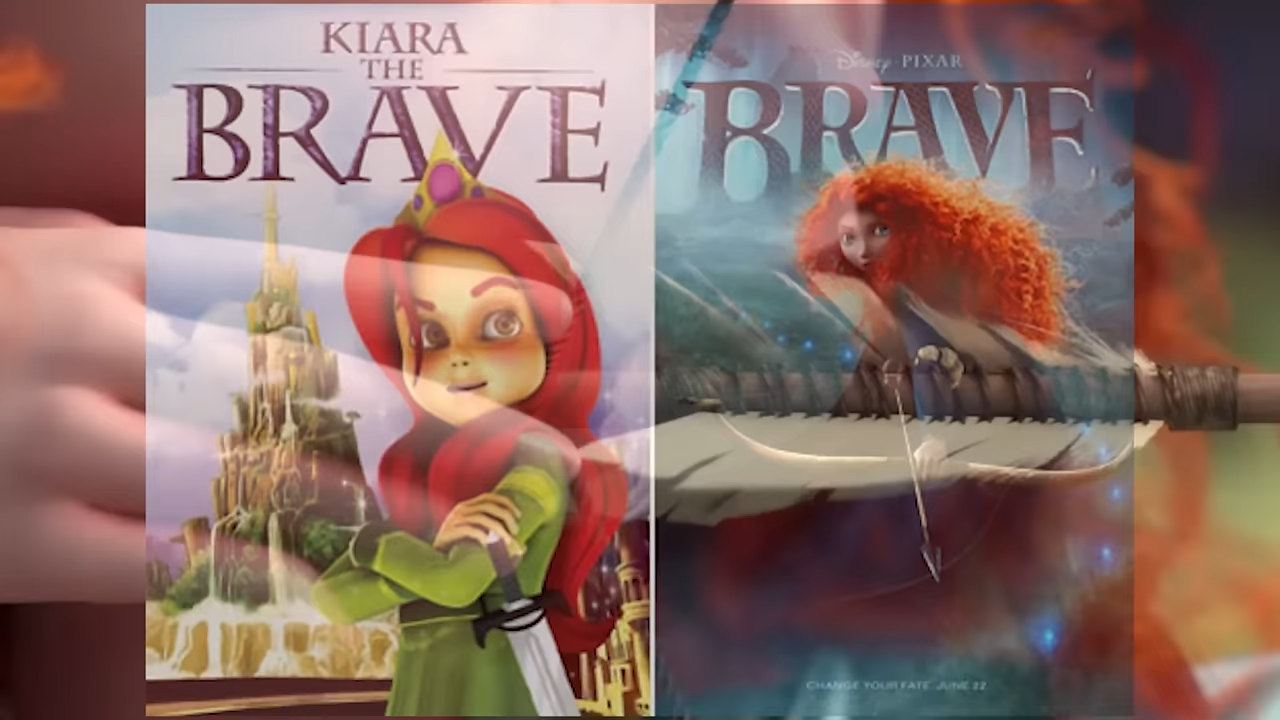 KIARA
THE
BRAVE
Disney · PIXAR
BRAVE
CHANGE YOUR FATE. JUNE 22